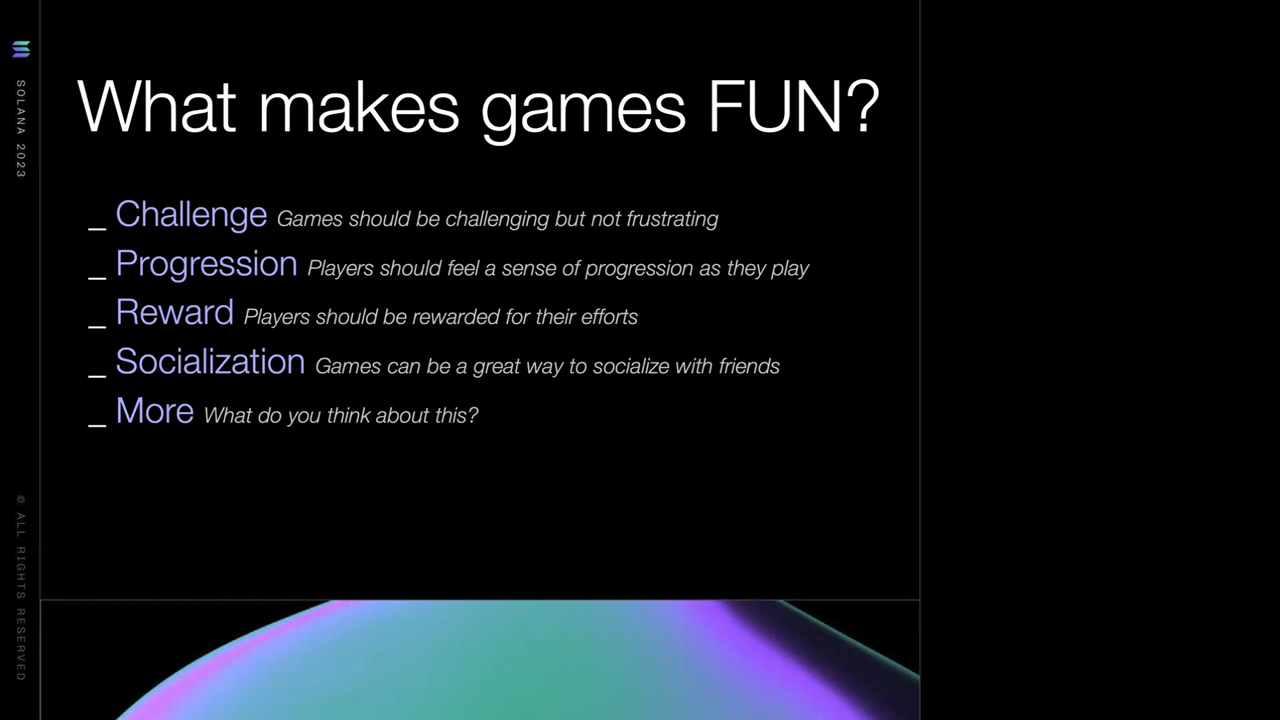 SOLANA 2023
What makes games FUN?
_ Challenge Games should be challenging but not frustrating
_ Progression Players should feel a sense of progression as they play
_ Reward Players should be rewarded for their efforts
_ Socialization Games can be a great way to socialize with friends
_ More What do you think about this?
© ALL RIGHTS RESERVED